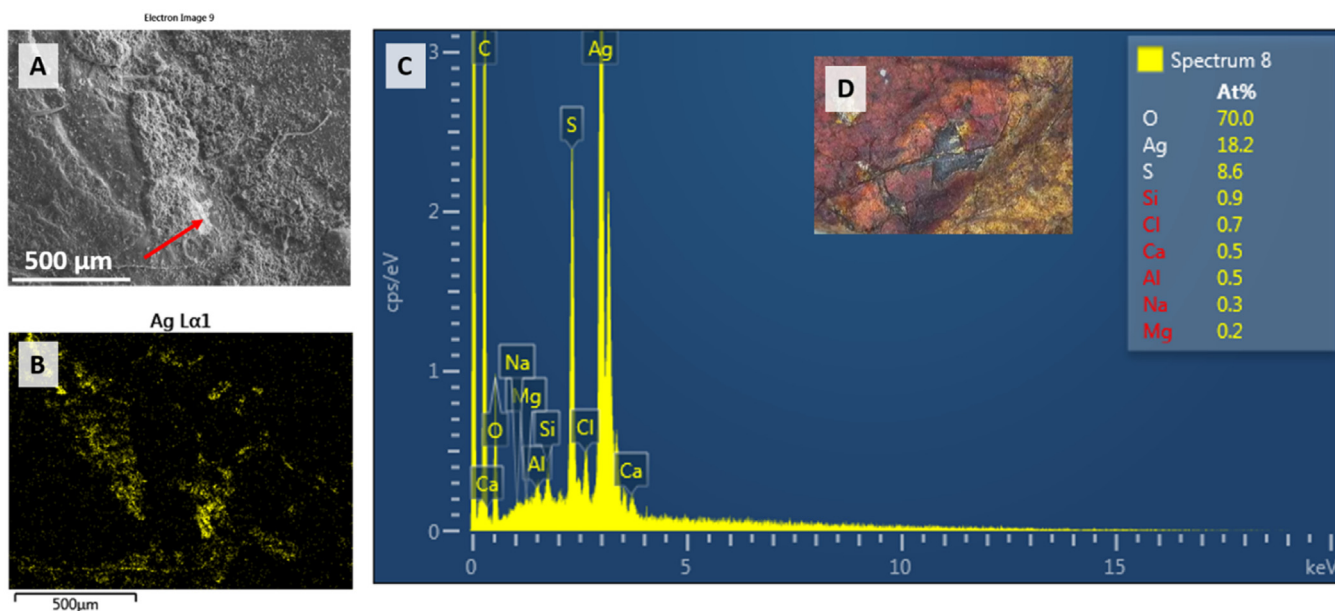 Electron Image 9
A
500 µm
Ag Lα1
B
500µm
C
D
cps/eV
3
2
1
0
C
Ag
S
Na
Mg
O
Si
Cl
Al
Ca
Ca
0
5
10
15
keV
Spectrum 8
At%
O 70.0
Ag 18.2
S 8.6
Si 0.9
Cl 0.7
Ca 0.5
Al 0.5
Na 0.3
Mg 0.2